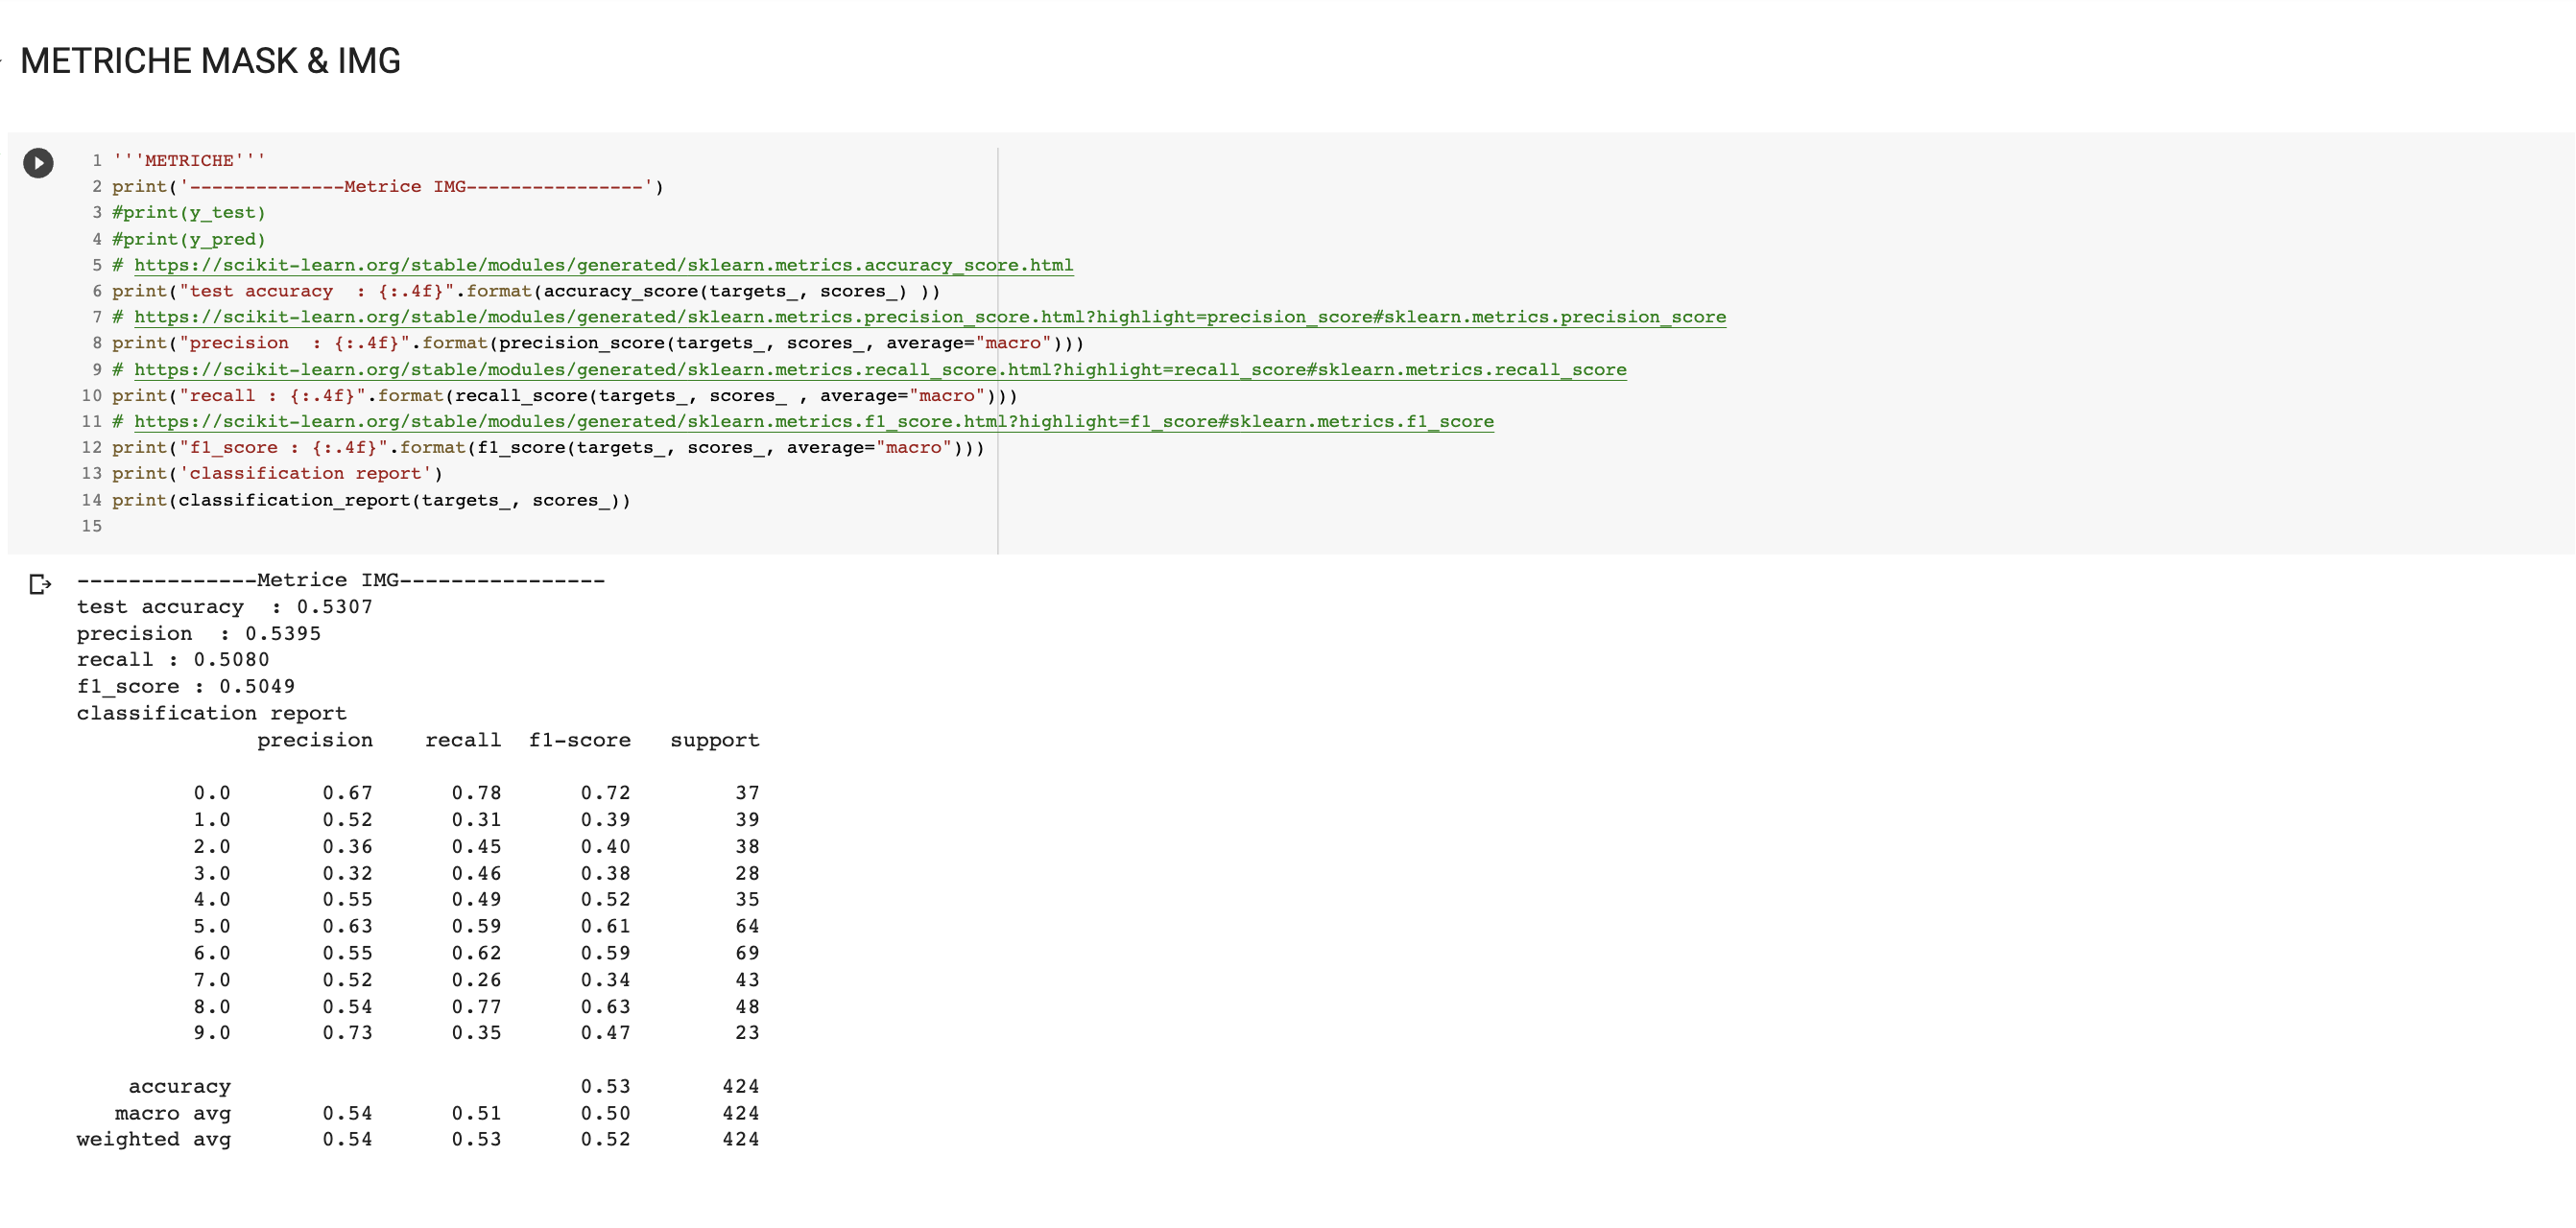 METRICHE MASK & IMG
1 '''METRICHE'''
2 print('--------------Metrice IMG----------------')
3 #print(y_test)
4 #print(y_pred)
5 # https://scikit-learn.org/stable/modules/generated/sklearn.metrics.accuracy_score.html
6 print("test accuracy  : {:.4f}".format(accuracy_score(targets_, scores_) ))
7 # https://scikit-learn.org/stable/modules/generated/sklearn.metrics.precision_score.html?highlight=precision_score#sklearn.metrics.precision_score
8 print("precision  : {:.4f}".format(precision_score(targets_, scores_, average="macro")))
9 # https://scikit-learn.org/stable/modules/generated/sklearn.metrics.recall_score.html?highlight=recall_score#sklearn.metrics.recall_score
10 print("recall : {:.4f}".format(recall_score(targets_, scores_ , average="macro")))
11 # https://scikit-learn.org/stable/modules/generated/sklearn.metrics.f1_score.html?highlight=f1_score#sklearn.metrics.f1_score
12 print("f1_score : {:.4f}".format(f1_score(targets_, scores_, average="macro")))
13 print('classification report')
14 print(classification_report(targets_, scores_))
15
--------------Metrice IMG----------------
test accuracy  : 0.5307
precision  : 0.5395
recall : 0.5080
f1_score : 0.5049
classification report
precision recall f1-score support
0.0 0.67 0.78 0.72 37
1.0 0.52 0.31 0.39 39
2.0 0.36 0.45 0.40 38
3.0 0.32 0.46 0.38 28
4.0 0.55 0.49 0.52 35
5.0 0.63 0.59 0.61 64
6.0 0.55 0.62 0.59 69
7.0 0.52 0.26 0.34 43
8.0 0.54 0.77 0.63 48
9.0 0.73 0.35 0.47 23
accuracy 0.53 424
macro avg 0.54 0.51 0.50 424
weighted avg 0.54 0.53 0.52 424